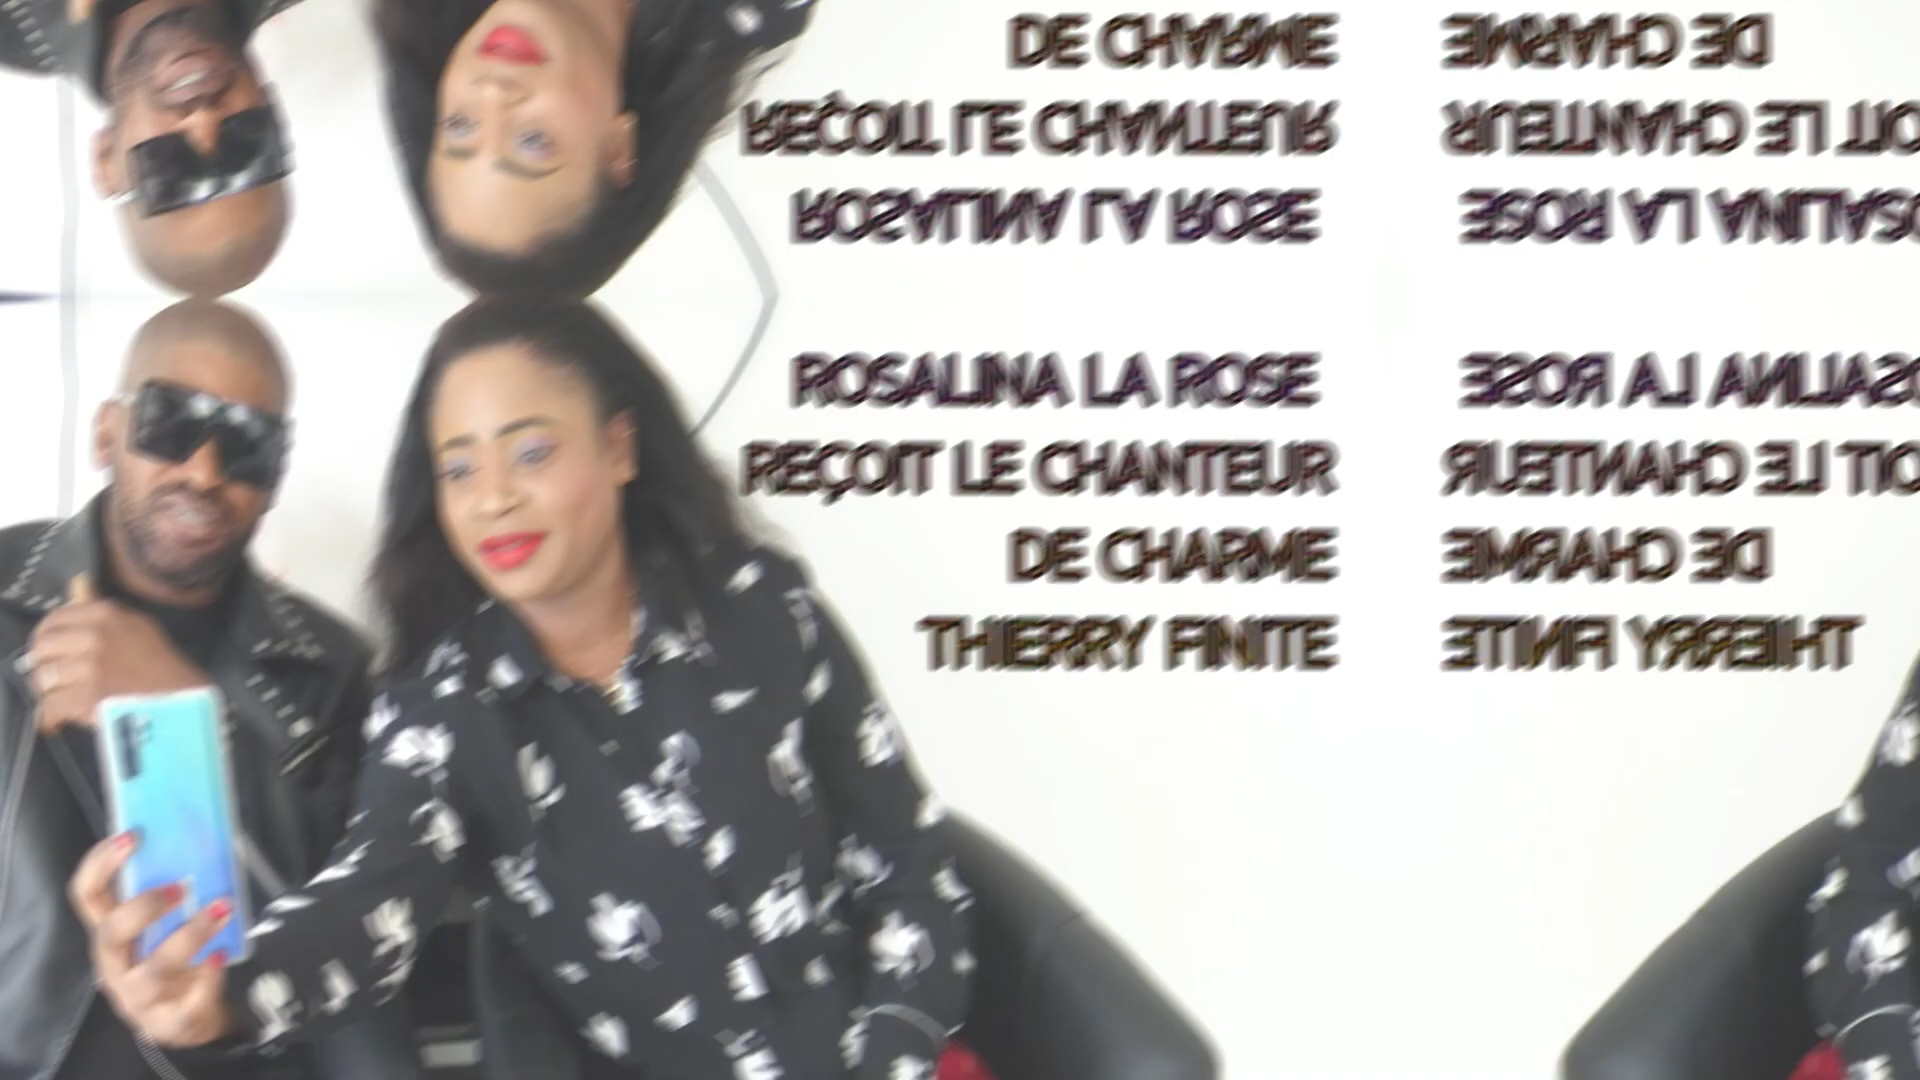 ROSALINA LA ROSE
REÇOIT LE CHANTEUR
DE CHARME
THIERRY FINITE